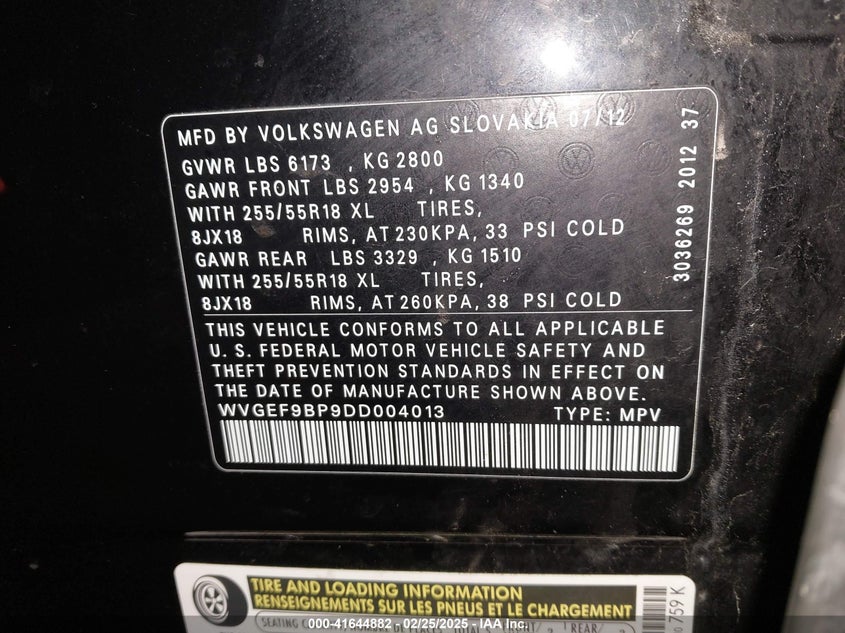 MFD BY VOLKSWAGEN AG SLOVAKIA 07/12
GVWR LBS 6173 , KG 2800
GAWR FRONT LBS 2954 , KG 1340
WITH 255/55R18 XL TIRES,
8JX18 RIMS, AT 230KPA, 33 PSI COLD
GAWR REAR LBS 3329 , KG 1510
WITH 255/55R18 XL TIRES,
8JX18 RIMS, AT 260KPA, 38 PSI COLD
THIS VEHICLE CONFORMS TO ALL APPLICABLE
U. S. FEDERAL MOTOR VEHICLE SAFETY AND
THEFT PREVENTION STANDARDS IN EFFECT ON
THE DATE OF MANUFACTURE SHOWN ABOVE.
WVGEF9BP9DD004013 TYPE: MPV
3036269 2012 37
TIRE AND LOADING INFORMATION
RENSEIGNEMENTS SUR LES PNEUS ET LE CHARGEMENT
SEATING
REAR
759K
000-41644882 - 02/25/2025 - IAA Inc.